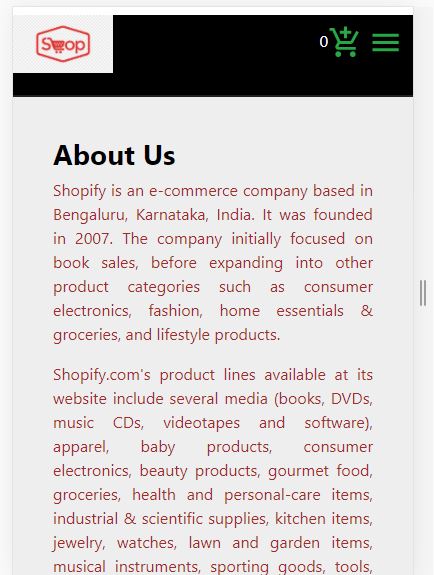 Shop
0
About Us
Shopify is an e-commerce company based in
Bengaluru, Karnataka, India. It was founded
in 2007. The company initially focused on
book sales, before expanding into other
product categories such as consumer
electronics, fashion, home essentials &
groceries, and lifestyle products.
Shopify.com's product lines available at its
website include several media (books, DVDs,
music CDs, videotapes and software),
apparel, baby products, consumer
electronics, beauty products, gourmet food,
groceries, health and personal-care items,
industrial & scientific supplies, kitchen items,
jewelry, watches, lawn and garden items,
musical instruments, sporting goods, tools,